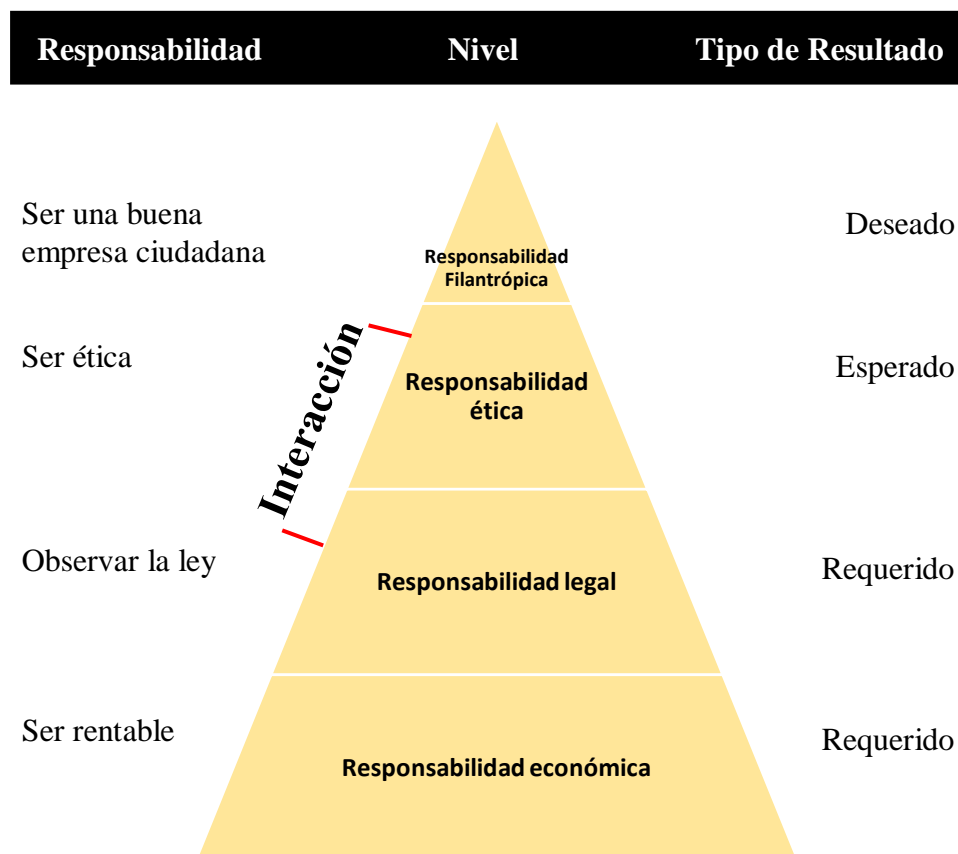 Responsabilidad Nivel Tipo de Resultado
Ser una buena
empresa ciudadana
Responsabilidad
Filantrópica
Deseado
Interacción
Ser ética
Responsabilidad
ética
Esperado
Observar la ley
Responsabilidad legal
Requerido
Ser rentable
Responsabilidad económica
Requerido